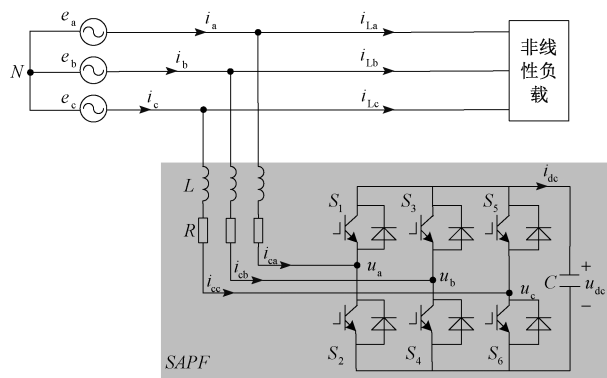 e_a
i_a
i_La
e_b
i_b
i_Lb
N
e_c
i_c
i_Lc
非线
性负
载
L
R
i_ca
i_cb
i_cc
S_1
S_3
S_5
i_dc
u_a
u_b
u_c
C
+
u_dc
−
S_2
S_4
S_6
SAPF